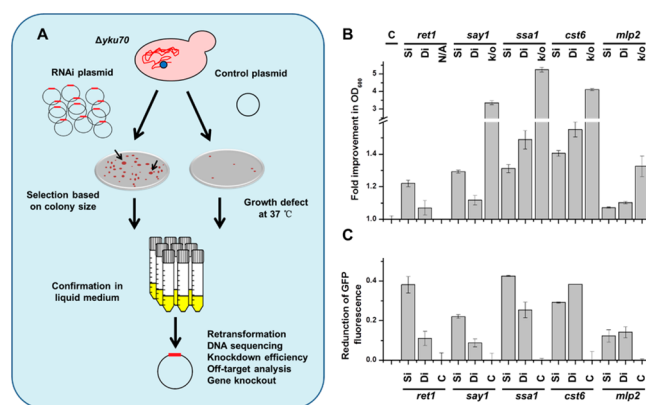 A
Δyku70
RNAi plasmid
Control plasmid
Selection based
on colony size
Growth defect
at 37 ℃
Confirmation in
liquid medium
Retransformation
DNA sequencing
Knockdown efficiency
Off-target analysis
Gene knockout
B
C ret1 say1 ssa1 cst6 mlp2
Si Di N/A Si Di k/o Si Di k/o Si Di k/o Si Di k/o
Fold improvement in OD600
5
4
3
2
1.4
1.2
1.0
C
Redunction of GFP
fluorescence
0.4
0.2
0.0
Si Di C Si Di C Si Di C Si Di C Si Di C
ret1 say1 ssa1 cst6 mlp2